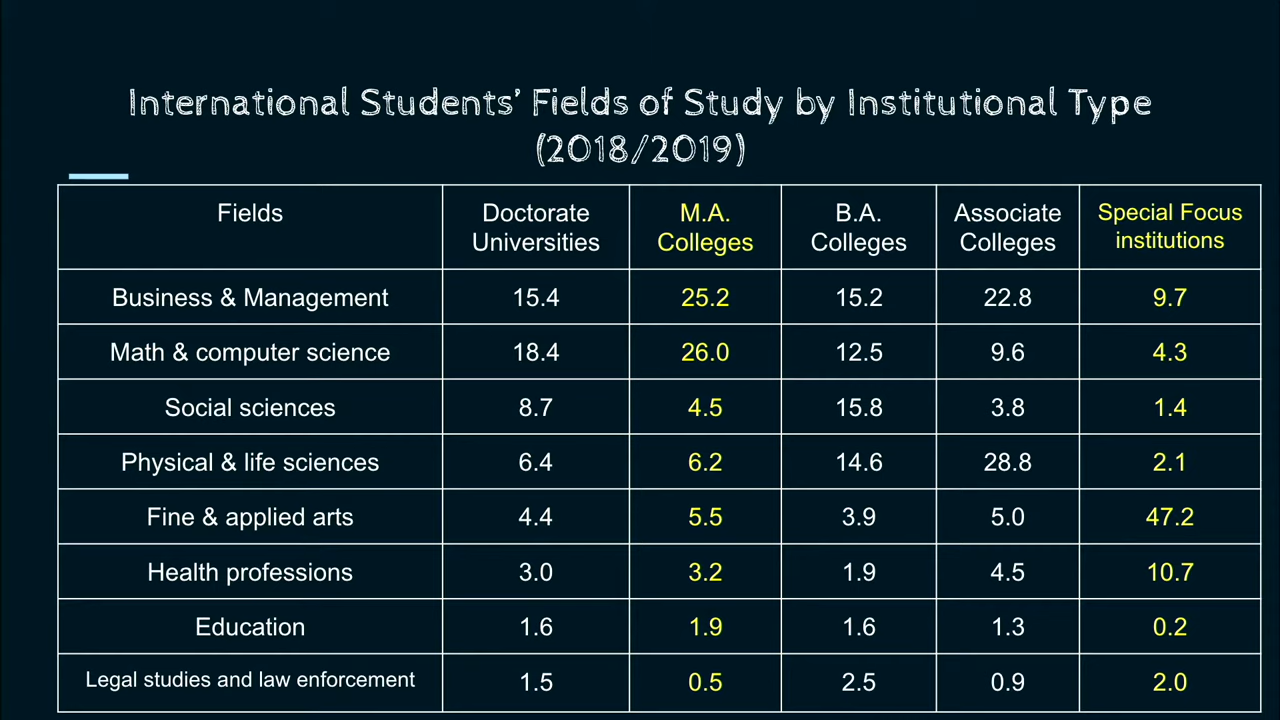 International Students' Fields of Study by Institutional Type
(2018/2019)
Fields Doctorate Universities M.A. Colleges B.A. Colleges Associate Colleges Special Focus institutions
Business & Management 15.4 25.2 15.2 22.8 9.7
Math & computer science 18.4 26.0 12.5 9.6 4.3
Social sciences 8.7 4.5 15.8 3.8 1.4
Physical & life sciences 6.4 6.2 14.6 28.8 2.1
Fine & applied arts 4.4 5.5 3.9 5.0 47.2
Health professions 3.0 3.2 1.9 4.5 10.7
Education 1.6 1.9 1.6 1.3 0.2
Legal studies and law enforcement 1.5 0.5 2.5 0.9 2.0